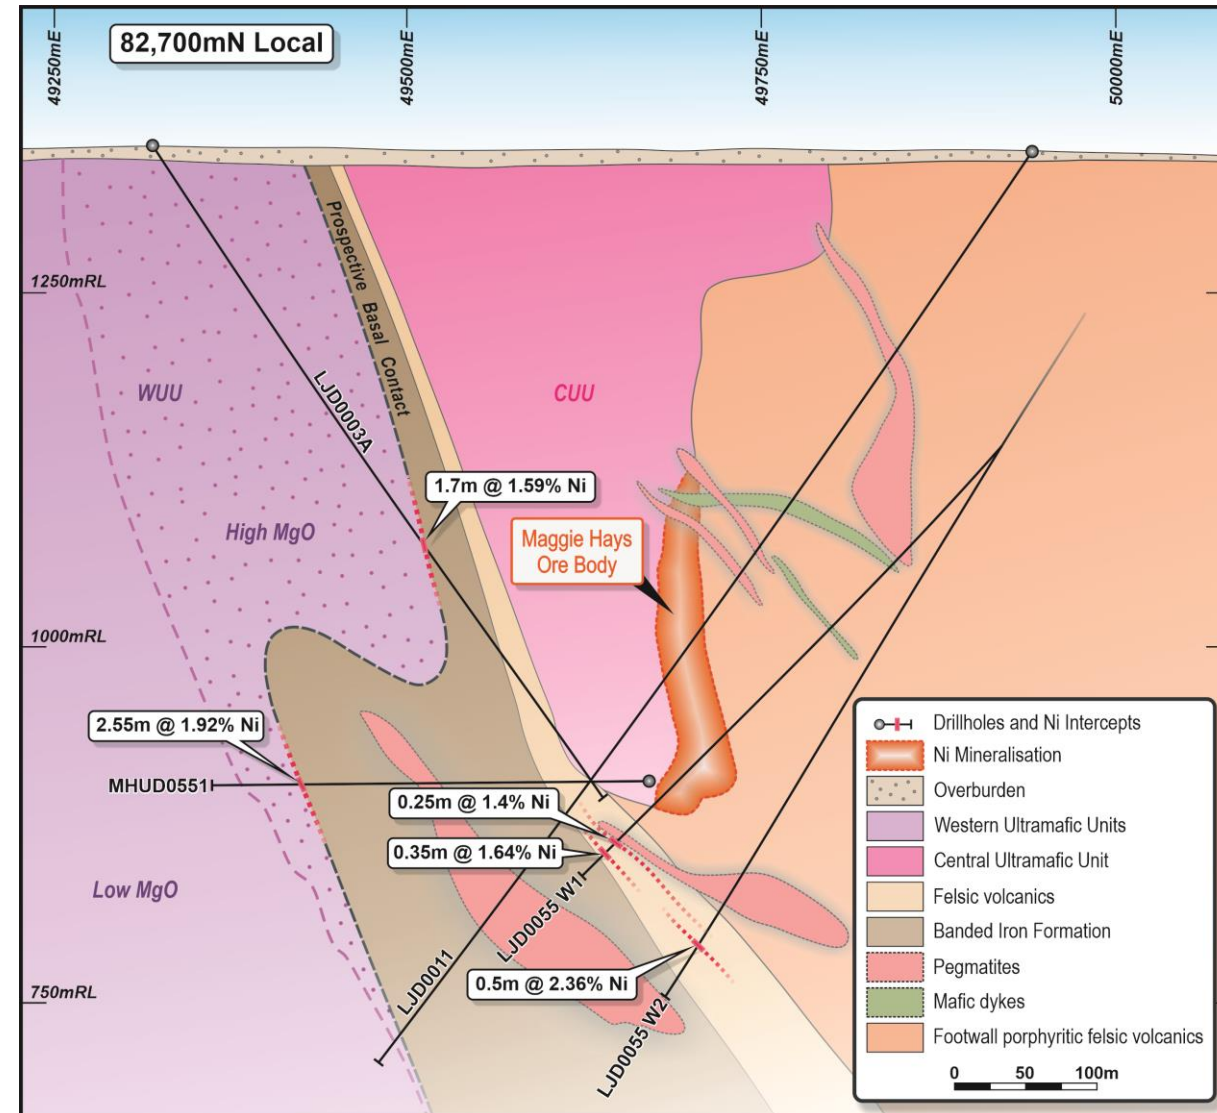 82,700mN Local
49250mE
49500mE
49750mE
50000mE
1250mRL
1000mRL
750mRL
Prospective Basal Contact
WUU
CUU
LJD0003A
High MgO
1.7m @ 1.59% Ni
Maggie Hays
Ore Body
2.55m @ 1.92% Ni
MHUD0551
0.25m @ 1.4% Ni
0.35m @ 1.64% Ni
Low MgO
LJD0055 W1
LJD0011
0.5m @ 2.36% Ni
LJD0055 W2
Drillholes and Ni Intercepts
Ni Mineralisation
Overburden
Western Ultramafic Units
Central Ultramafic Unit
Felsic volcanics
Banded Iron Formation
Pegmatites
Mafic dykes
Footwall porphyritic felsic volcanics
0 50 100m